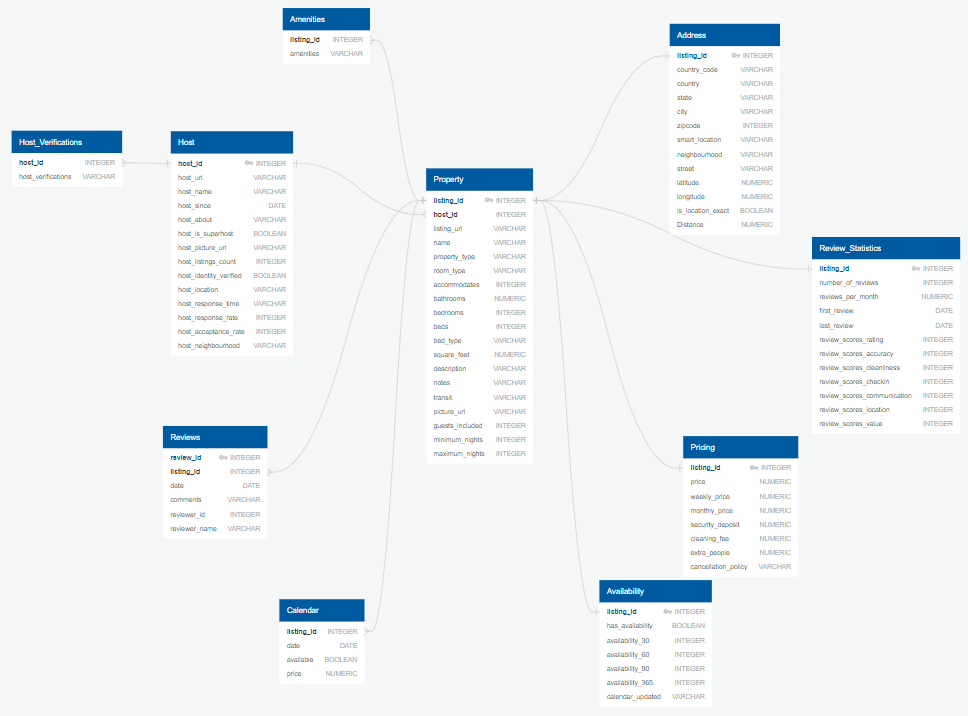 Amenities
listing_id INTEGER
amenities VARCHAR
Address
listing_id INTEGER
country_code VARCHAR
country VARCHAR
state VARCHAR
city VARCHAR
zipcode INTEGER
smart_location VARCHAR
neighbourhood VARCHAR
street VARCHAR
latitude NUMERIC
longitude NUMERIC
is_location_exact BOOLEAN
Distance NUMERIC
Host_Verifications
host_id INTEGER
host_verifications VARCHAR
Host
host_id INTEGER
host_url VARCHAR
host_name VARCHAR
host_since DATE
host_about VARCHAR
host_is_superhost BOOLEAN
host_picture_url VARCHAR
host_listings_count INTEGER
host_identity_verified BOOLEAN
host_location VARCHAR
host_response_time VARCHAR
host_response_rate INTEGER
host_acceptance_rate INTEGER
host_neighbourhood VARCHAR
Property
listing_id INTEGER
host_id INTEGER
listing_url VARCHAR
name VARCHAR
property_type VARCHAR
room_type VARCHAR
accommodates INTEGER
bathrooms NUMERIC
bedrooms INTEGER
beds INTEGER
bed_type VARCHAR
square_feet NUMERIC
description VARCHAR
notes VARCHAR
transit VARCHAR
picture_url VARCHAR
guests_included INTEGER
minimum_nights INTEGER
maximum_nights INTEGER
Review_Statistics
listing_id INTEGER
number_of_reviews INTEGER
reviews_per_month NUMERIC
first_review DATE
last_review DATE
review_scores_rating INTEGER
review_scores_accuracy INTEGER
review_scores_cleanliness INTEGER
review_scores_checkin INTEGER
review_scores_communication INTEGER
review_scores_location INTEGER
review_scores_value INTEGER
Reviews
review_id INTEGER
listing_id INTEGER
date DATE
comments VARCHAR
reviewer_id INTEGER
reviewer_name VARCHAR
Pricing
listing_id INTEGER
price NUMERIC
weekly_price NUMERIC
monthly_price NUMERIC
security_deposit NUMERIC
cleaning_fee NUMERIC
extra_people NUMERIC
cancellation_policy VARCHAR
Calendar
listing_id INTEGER
date DATE
available BOOLEAN
price NUMERIC
Availability
listing_id INTEGER
has_availability BOOLEAN
availability_30 INTEGER
availability_60 INTEGER
availability_90 INTEGER
availability_365 INTEGER
calendar_updated VARCHAR